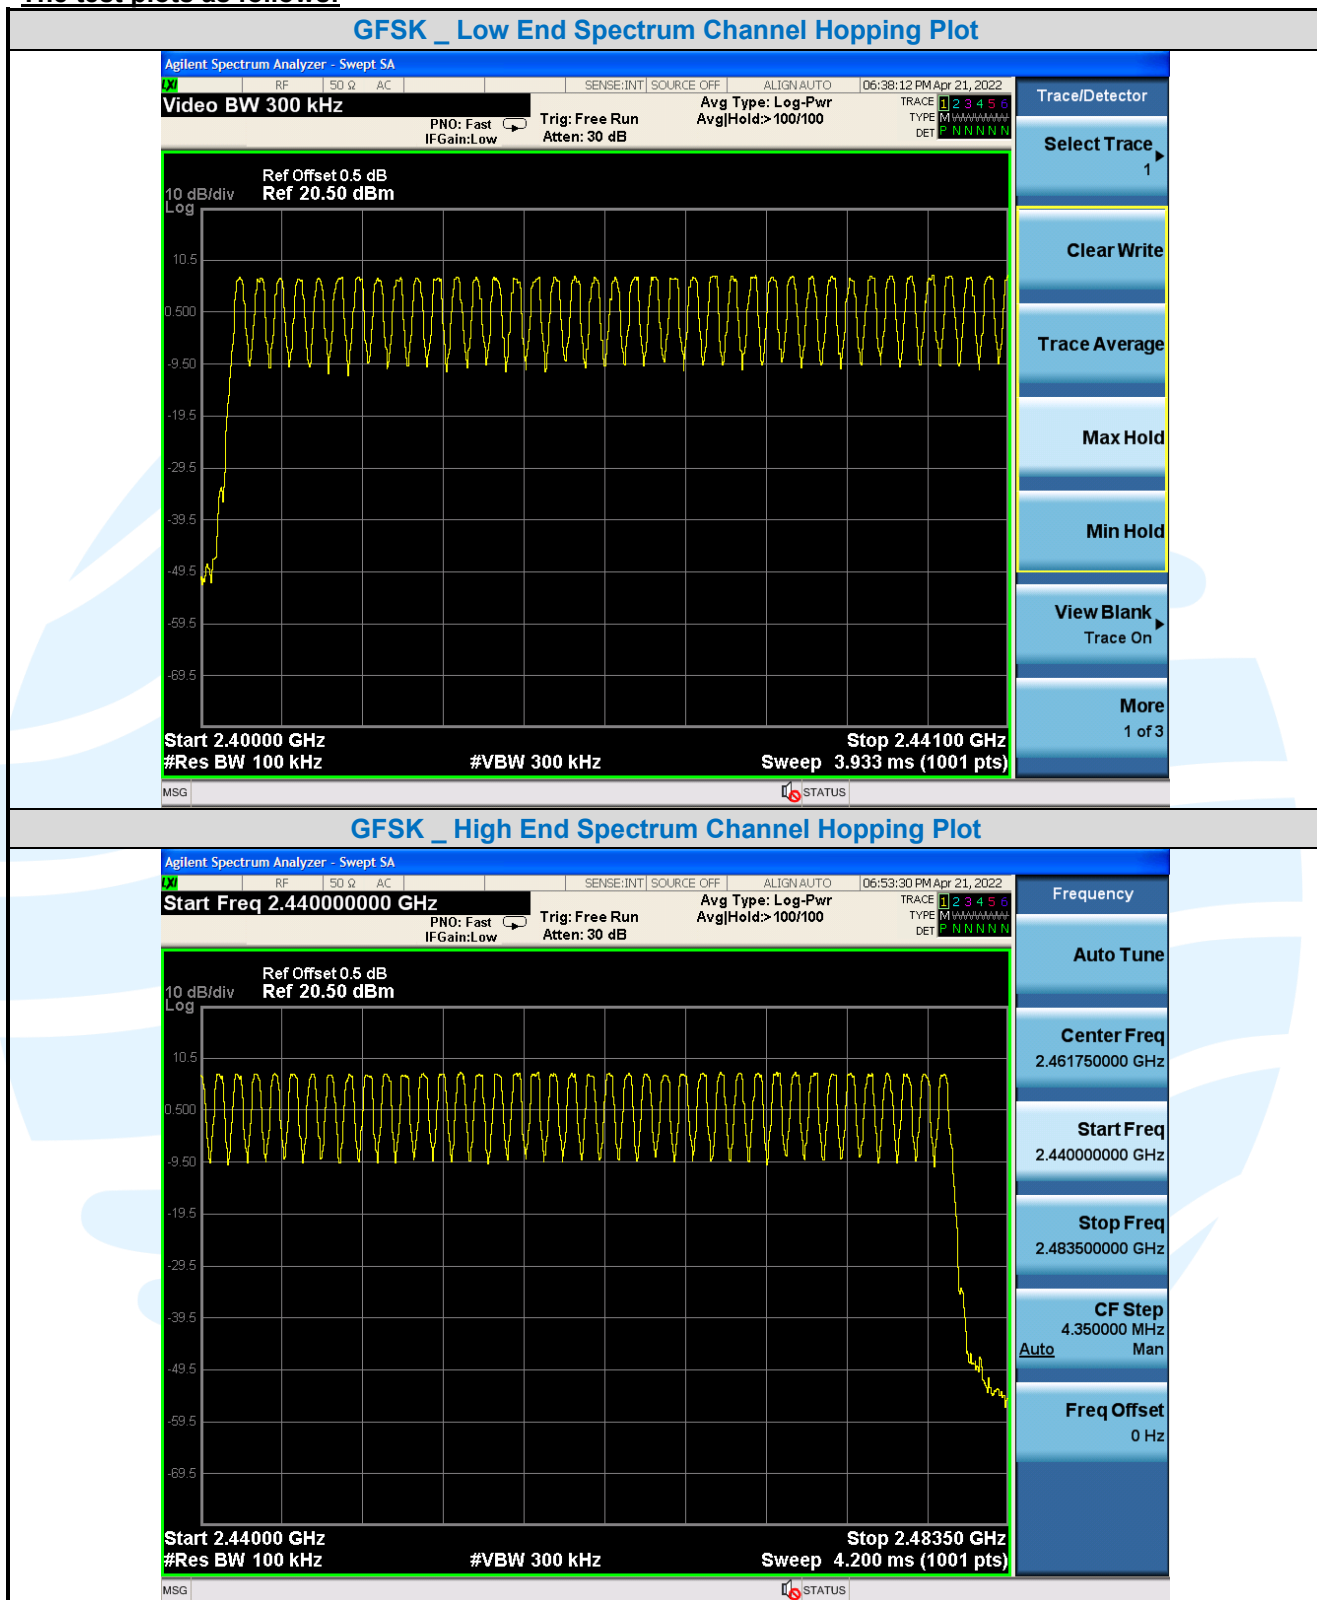 The test plots as follows:
GFSK _ Low End Spectrum Channel Hopping Plot
Agilent Spectrum Analyzer - Swept SA
LXI RF 50 Ω AC SENSE:INT SOURCE OFF ALIGN AUTO 06:38:12 PM Apr 21, 2022
Video BW 300 kHz
PNO: Fast
IFGain:Low
Trig: Free Run
Atten: 30 dB
Avg Type: Log-Pwr
Avg|Hold:>100/100
TRACE 1 2 3 4 5 6
TYPE M WWWWW
DET P N N N N N
Ref Offset 0.5 dB
10 dB/div Ref 20.50 dBm
Log
10.5
0.500
-9.50
-19.5
-29.5
-39.5
-49.5
-59.5
-69.5
Start 2.40000 GHz Stop 2.44100 GHz
#Res BW 100 kHz #VBW 300 kHz Sweep 3.933 ms (1001 pts)
MSG STATUS
Trace/Detector
Select Trace
1
Clear Write
Trace Average
Max Hold
Min Hold
View Blank
Trace On
More
1 of 3
GFSK _ High End Spectrum Channel Hopping Plot
Agilent Spectrum Analyzer - Swept SA
LXI RF 50 Ω AC SENSE:INT SOURCE OFF ALIGN AUTO 06:53:30 PM Apr 21, 2022
Start Freq 2.440000000 GHz
PNO: Fast
IFGain:Low
Trig: Free Run
Atten: 30 dB
Avg Type: Log-Pwr
Avg|Hold:>100/100
TRACE 1 2 3 4 5 6
TYPE M WWWWW
DET P N N N N N
Ref Offset 0.5 dB
10 dB/div Ref 20.50 dBm
Log
10.5
0.500
-9.50
-19.5
-29.5
-39.5
-49.5
-59.5
-69.5
Start 2.44000 GHz Stop 2.48350 GHz
#Res BW 100 kHz #VBW 300 kHz Sweep 4.200 ms (1001 pts)
MSG STATUS
Frequency
Auto Tune
Center Freq
2.461750000 GHz
Start Freq
2.440000000 GHz
Stop Freq
2.483500000 GHz
CF Step
4.350000 MHz
Auto Man
Freq Offset
0 Hz